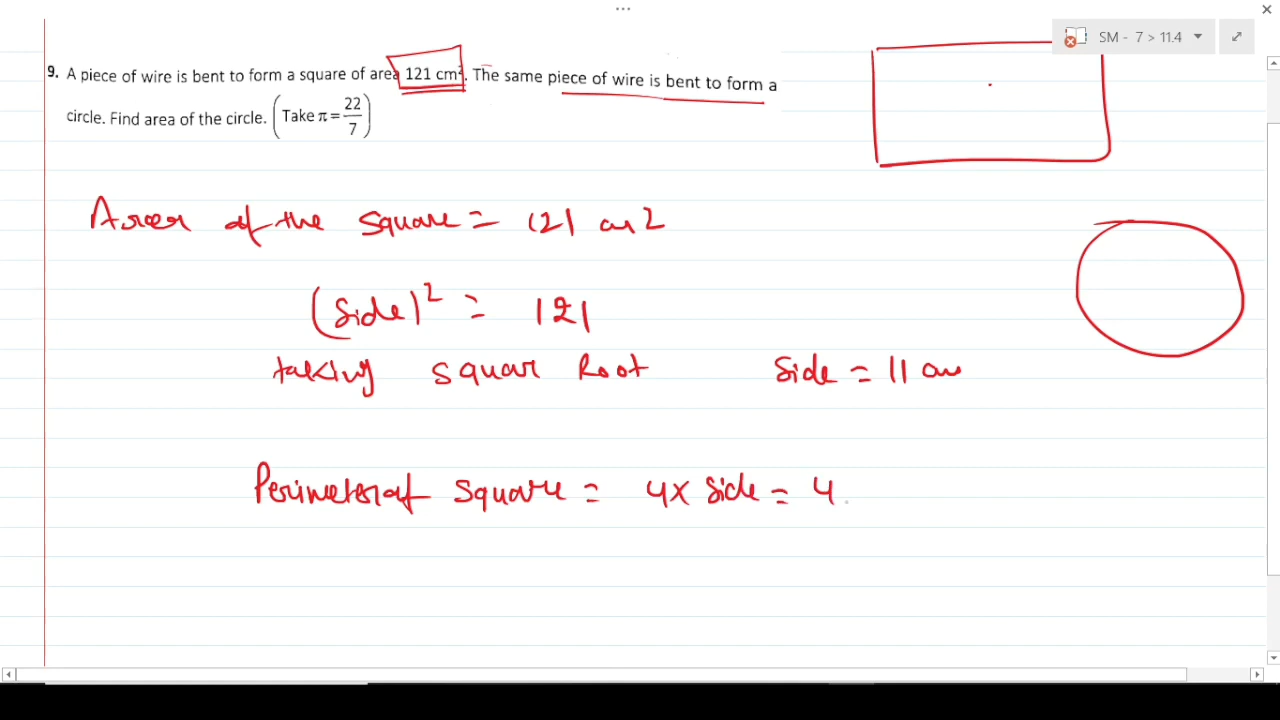 ...
SM - 7 > 11.4
9. A piece of wire is bent to form a square of area 121 cm². The same piece of wire is bent to form a
circle. Find area of the circle. (Take π = 22/7)
Area of the square = 121 cm2
(side)² = 121
taking squar Root side = 11 cm
Perimeter of square = 4x side = 4